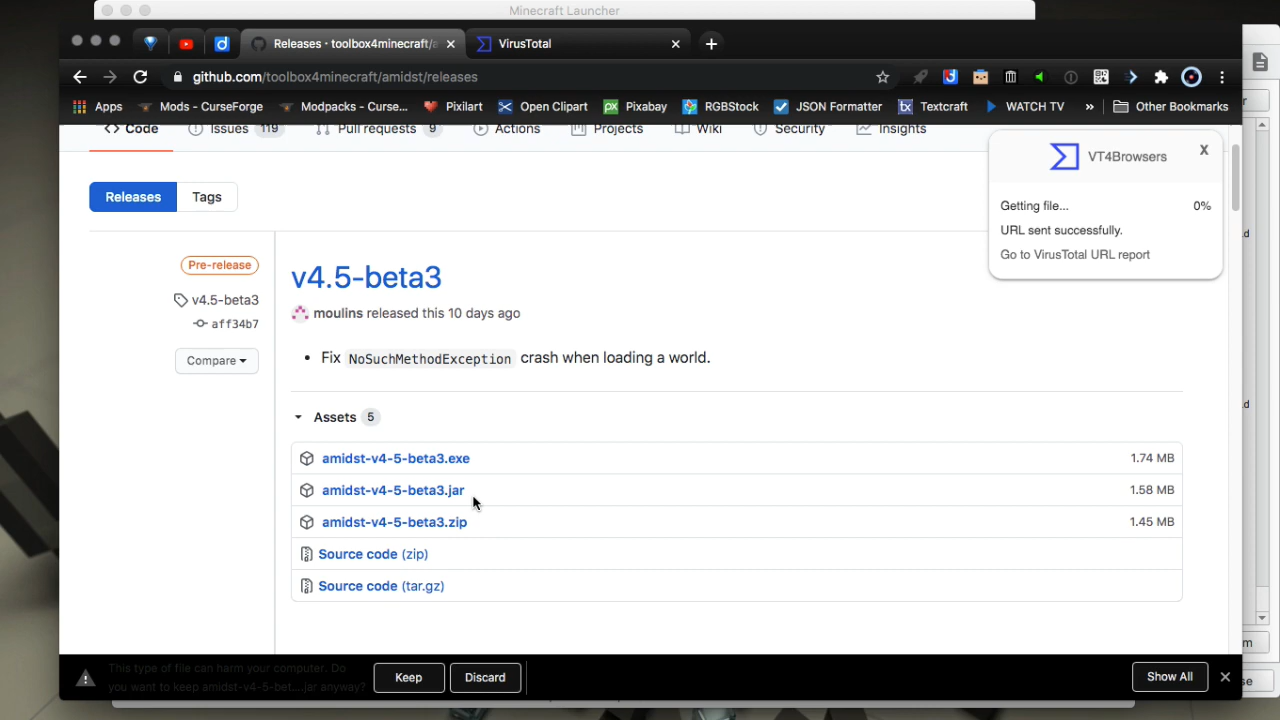 Minecraft Launcher
Releases · toolbox4minecraft/a
VirusTotal
github.com/toolbox4minecraft/amidst/releases
Apps
Mods - CurseForge
Modpacks - Curse...
Pixilart
Open Clipart
Pixabay
RGBStock
JSON Formatter
Textcraft
WATCH TV
»
Other Bookmarks
Code
Issues 119
Pull requests 9
Actions
Projects
Wiki
Security
Insights
VT4Browsers
X
Getting file... 0%
URL sent successfully.
Go to VirusTotal URL report
Releases
Tags
Pre-release
v4.5-beta3
aff34b7
Compare
v4.5-beta3
moulins released this 10 days ago
• Fix NoSuchMethodException crash when loading a world.
Assets 5
amidst-v4-5-beta3.exe 1.74 MB
amidst-v4-5-beta3.jar 1.58 MB
amidst-v4-5-beta3.zip 1.45 MB
Source code (zip)
Source code (tar.gz)
This type of file can harm your computer. Do
you want to keep amidst-v4-5-bet....jar anyway?
Keep
Discard
Show All